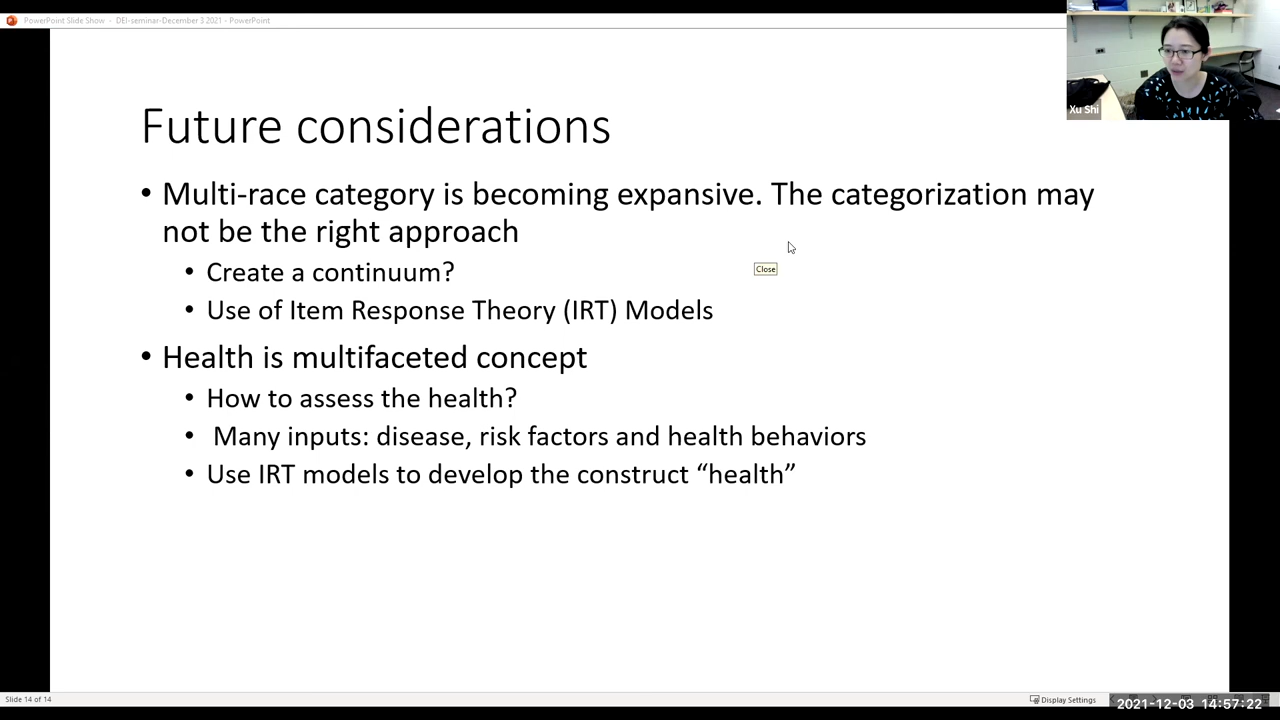 PowerPoint Slide Show - DEI-seminar-December 3 2021 - PowerPoint
Xu Shi
Future considerations
• Multi-race category is becoming expansive. The categorization may
not be the right approach
• Create a continuum?
• Use of Item Response Theory (IRT) Models
Close
• Health is multifaceted concept
• How to assess the health?
• Many inputs: disease, risk factors and health behaviors
• Use IRT models to develop the construct “health”
Slide 14 of 14
Display Settings
2021-12-03 14:57:22